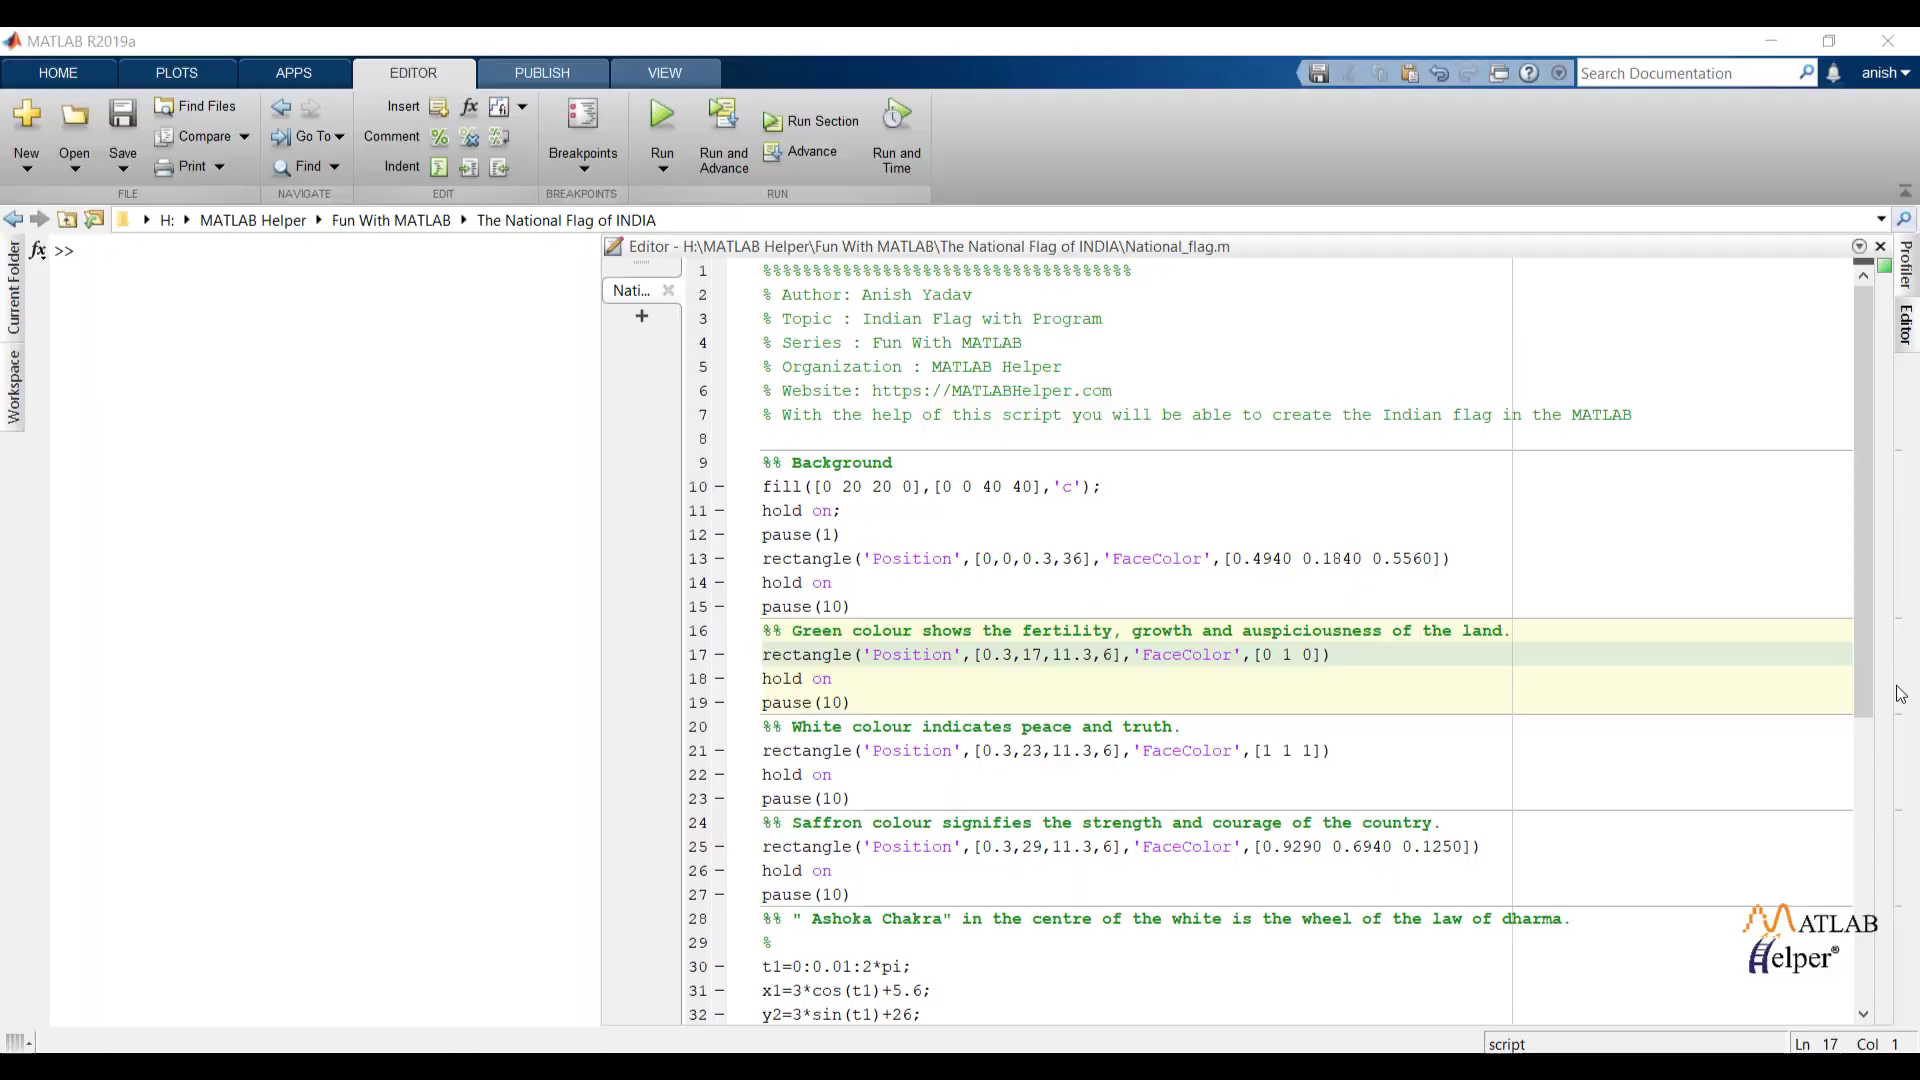 MATLAB R2019a
HOME PLOTS APPS EDITOR PUBLISH VIEW Search Documentation anish
New Open Save Find Files Compare Print Go To Find Insert fx Comment Indent Breakpoints Run Run and Advance Run Section Advance Run and Time
FILE NAVIGATE EDIT BREAKPOINTS RUN
H: MATLAB Helper Fun With MATLAB The National Flag of INDIA
Current Folder
Workspace
fx >>
Editor - H:\MATLAB Helper\Fun With MATLAB\The National Flag of INDIA\National_flag.m
Nati...
+
Profiler
Editor
1 %%%%%%%%%%%%%%%%%%%%%%%%%%%%%%%%%%%%%
2 % Author: Anish Yadav
3 % Topic : Indian Flag with Program
4 % Series : Fun With MATLAB
5 % Organization : MATLAB Helper
6 % Website: https://MATLABHelper.com
7 % With the help of this script you will be able to create the Indian flag in the MATLAB
8
9 %% Background
10 – fill([0 20 20 0],[0 0 40 40],'c');
11 – hold on;
12 – pause(1)
13 – rectangle('Position',[0,0,0.3,36],'FaceColor',[0.4940 0.1840 0.5560])
14 – hold on
15 – pause(10)
16 %% Green colour shows the fertility, growth and auspiciousness of the land.
17 – rectangle('Position',[0.3,17,11.3,6],'FaceColor',[0 1 0])
18 – hold on
19 – pause(10)
20 %% White colour indicates peace and truth.
21 – rectangle('Position',[0.3,23,11.3,6],'FaceColor',[1 1 1])
22 – hold on
23 – pause(10)
24 %% Saffron colour signifies the strength and courage of the country.
25 – rectangle('Position',[0.3,29,11.3,6],'FaceColor',[0.9290 0.6940 0.1250])
26 – hold on
27 – pause(10)
28 %% " Ashoka Chakra" in the centre of the white is the wheel of the law of dharma.
29 %
30 – t1=0:0.01:2*pi;
31 – x1=3*cos(t1)+5.6;
32 – y2=3*sin(t1)+26;
MATLAB
Helper®
script Ln 17 Col 1